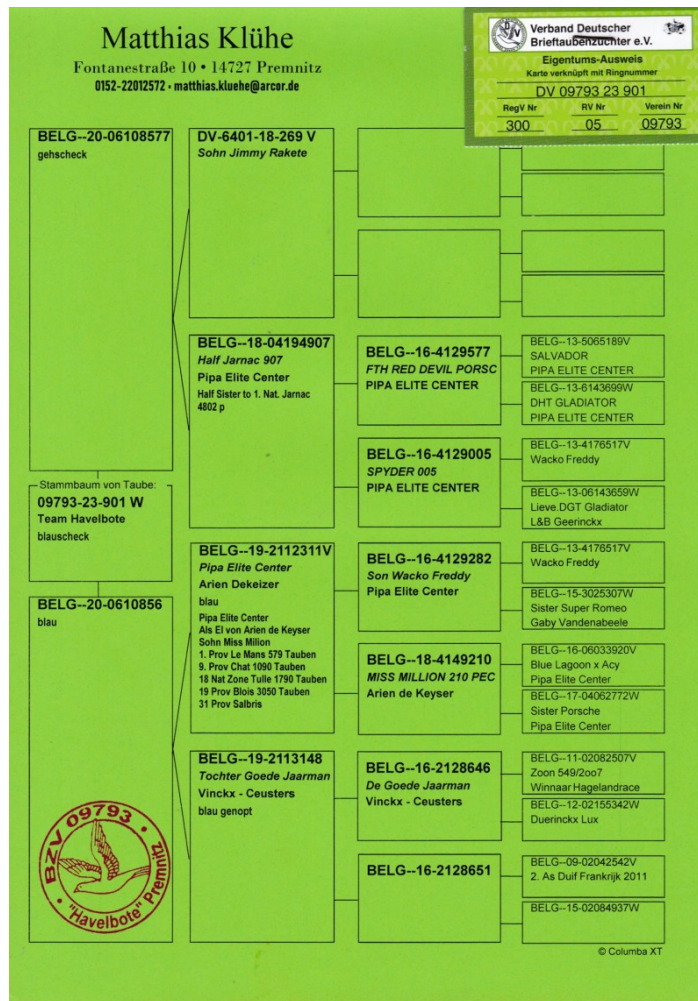 Matthias Klühe
Fontanestraße 10 • 14727 Premnitz
0152-22012572 • matthias.kluehe@arcor.de
Verband Deutscher
Brieftaubenzüchter e.V.
Eigentums-Ausweis
Karte verknüpft mit Ringnummer
DV 09793 23 901
RegV Nr RV Nr Verein Nr
300 05 09793
BELG--20-06108577
gehscheck
DV-6401-18-269 V
Sohn Jimmy Rakete
BELG--18-04194907
Half Jarnac 907
Pipa Elite Center
Half Sister to 1. Nat. Jarnac
4802 p
BELG--16-4129577
FTH RED DEVIL PORSC
PIPA ELITE CENTER
BELG--13-5065189V
SALVADOR
PIPA ELITE CENTER
BELG--13-6143699W
DHT GLADIATOR
PIPA ELITE CENTER
BELG--16-4129005
SPYDER 005
PIPA ELITE CENTER
BELG--13-4176517V
Wacko Freddy
BELG--13-06143659W
Lieve.DGT Gladiator
L&B Geerinckx
Stammbaum von Taube:
09793-23-901 W
Team Havelbote
blauscheck
BELG--20-0610856
blau
BELG--19-2112311V
Pipa Elite Center
Arien Dekeizer
blau
Pipa Elite Center
Als EI von Arien de Keyser
Sohn Miss Milion
1. Prov Le Mans 579 Tauben
9. Prov Chat 1090 Tauben
18 Nat Zone Tulle 1790 Tauben
19 Prov Blois 3050 Tauben
31 Prov Salbris
BELG--16-4129282
Son Wacko Freddy
Pipa Elite Center
BELG--13-4176517V
Wacko Freddy
BELG--15-3025307W
Sister Super Romeo
Gaby Vandenabeele
BELG--18-4149210
MISS MILLION 210 PEC
Arien de Keyser
BELG--16-06033920V
Blue Lagoon x Acy
Pipa Elite Center
BELG--17-04062772W
Sister Porsche
Pipa Elite Center
BELG--19-2113148
Tochter Goede Jaarman
Vinckx - Ceusters
blau genopt
BELG--16-2128646
De Goede Jaarman
Vinckx - Ceusters
BELG--11-02082507V
Zoon 549/2oo7
Winnaar Hagelandrace
BELG--12-02155342W
Duerinckx Lux
BELG--16-2128651
BELG--09-02042542V
2. As Duif Frankrijk 2011
BELG--15-02084937W
BZV 09793
"Havelbote" Premnitz
© Columba XT